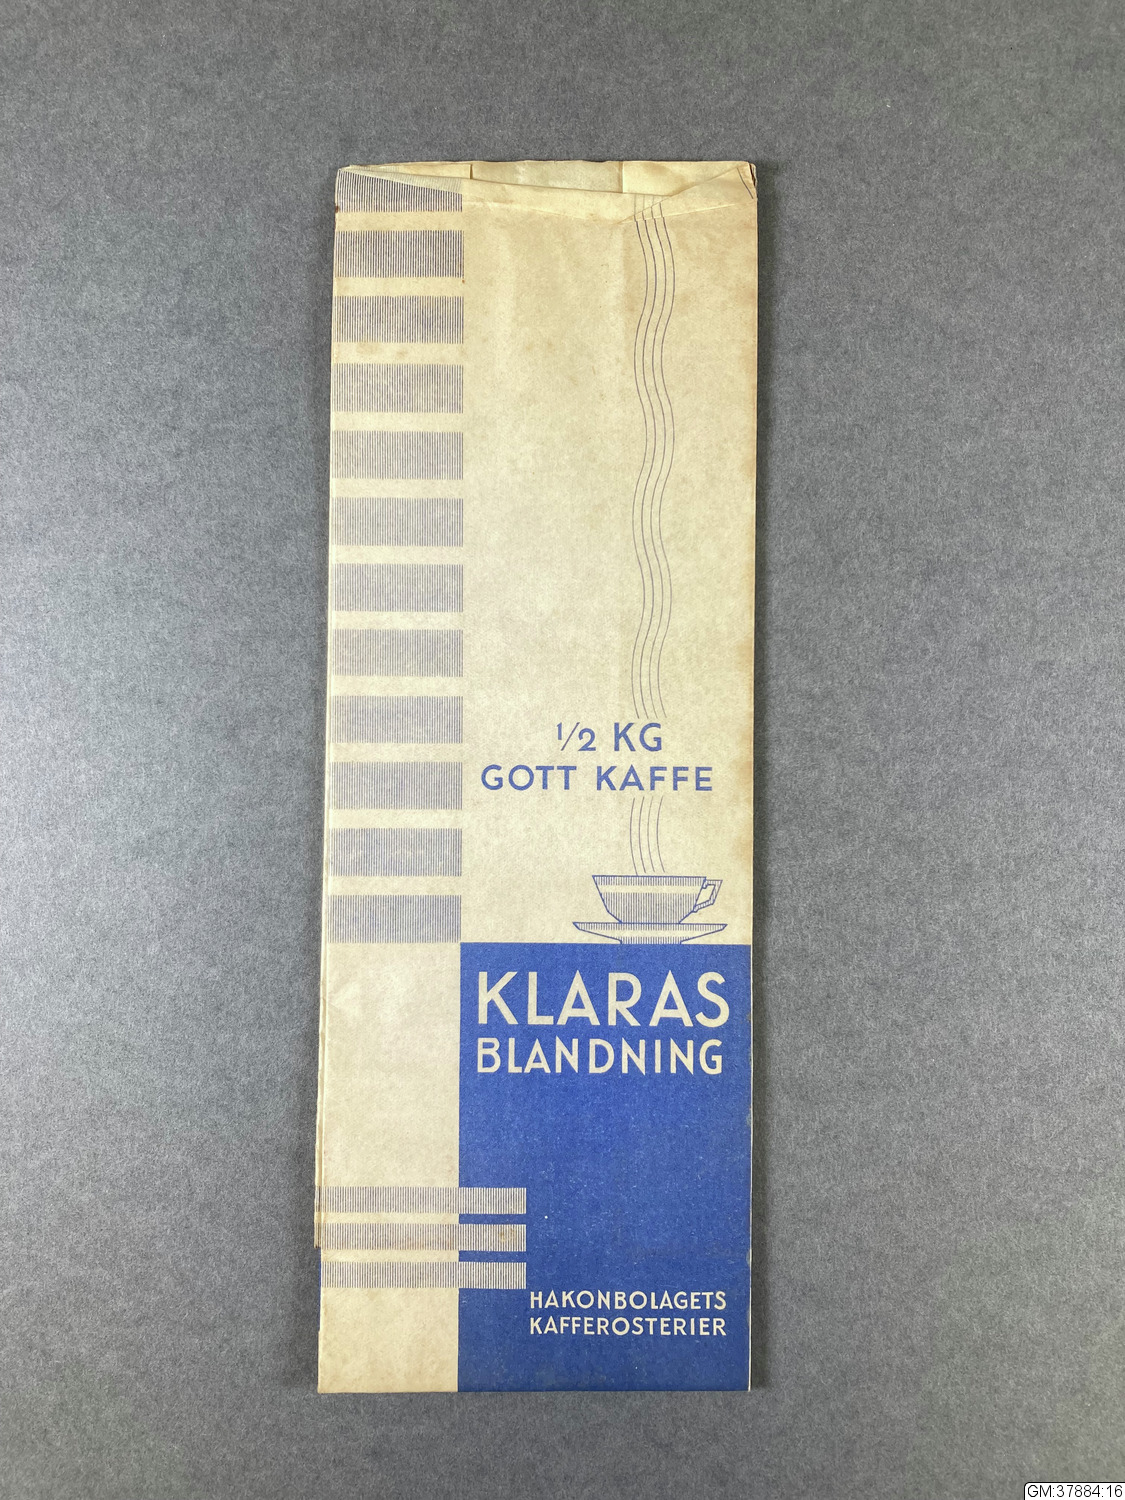 ½ KG
GOTT KAFFE
KLARAS
BLANDNING
HAKONBOLAGETS
KAFFEROSTERIER
GM:37884:16